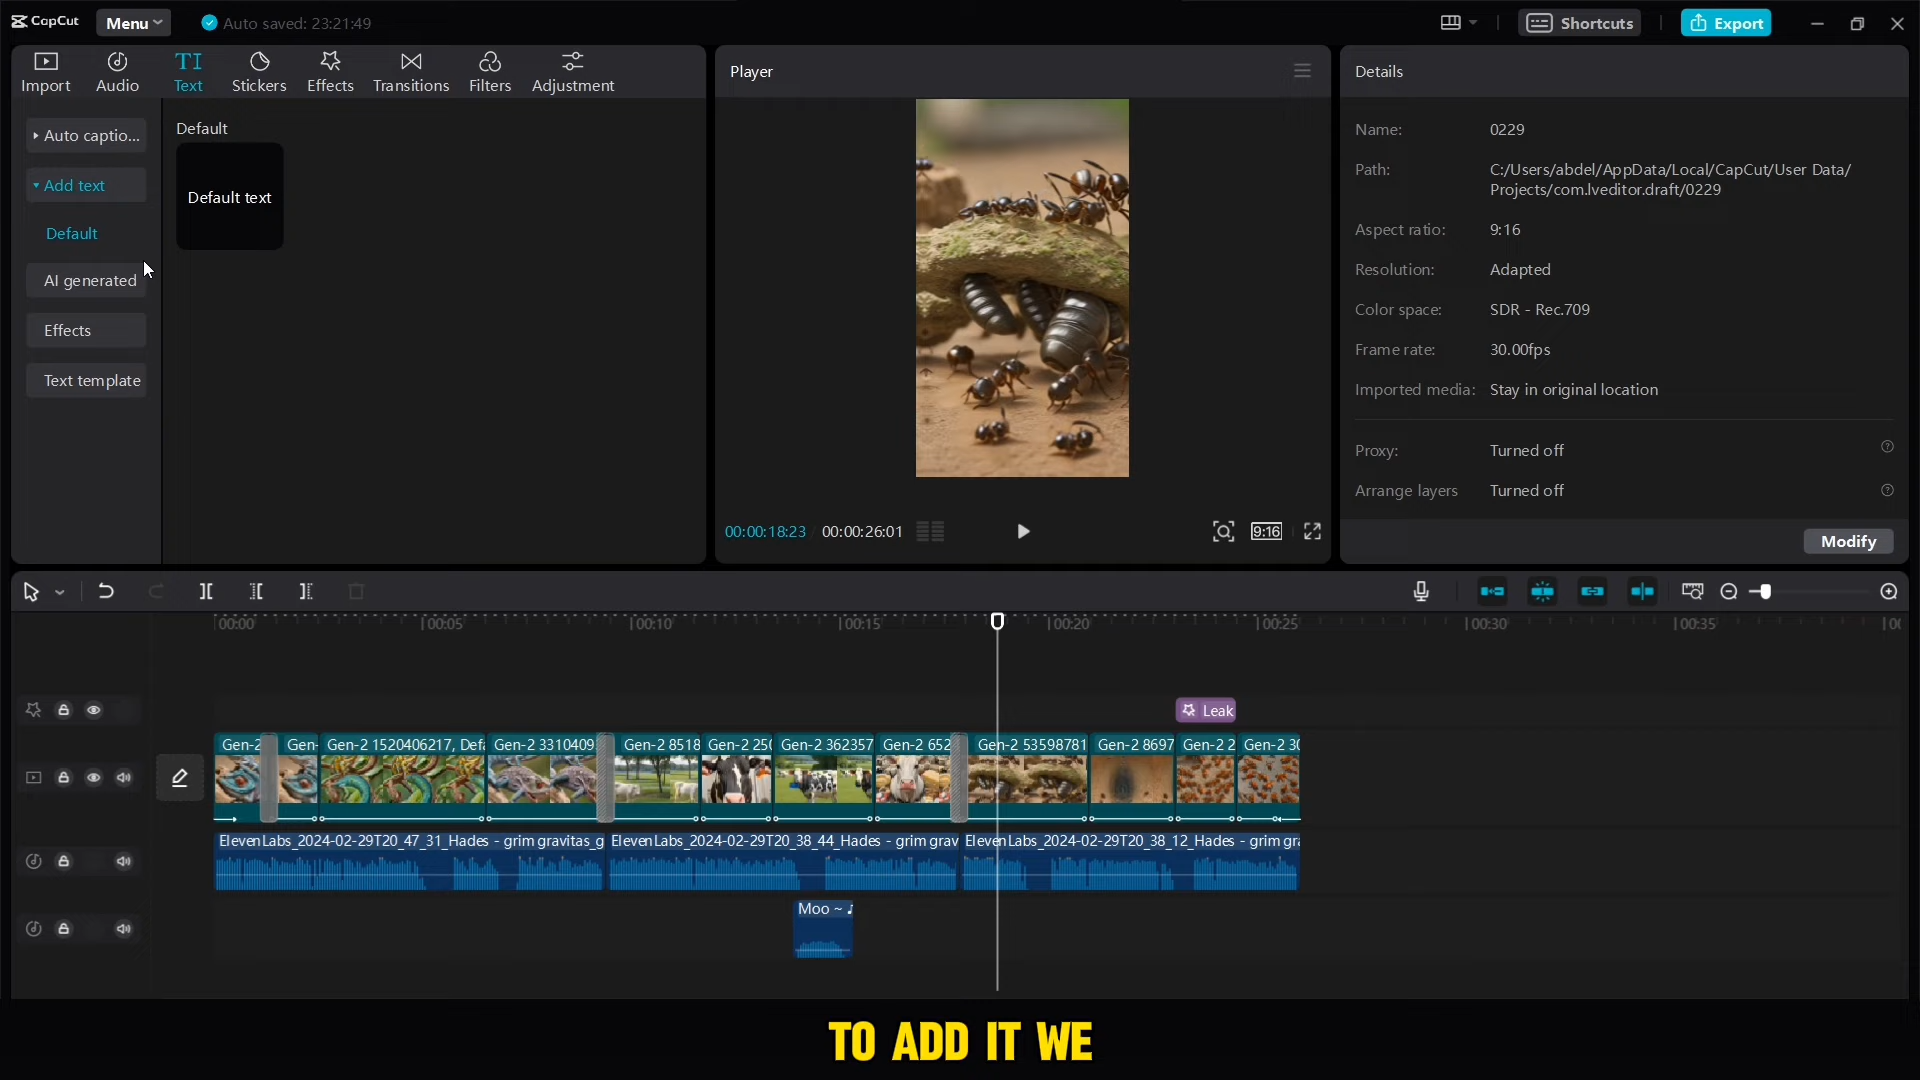 CapCut
Menu
Auto saved: 23:21:49
Shortcuts
Export
Import
Audio
TI
Text
Stickers
Effects
Transitions
Filters
Adjustment
Player
Details
Auto captio...
Add text
Default
AI generated
Effects
Text template
Default
Default text
Name: 0229
Path: C:/Users/abdel/AppData/Local/CapCut/User Data/
Projects/com.lveditor.draft/0229
Aspect ratio: 9:16
Resolution: Adapted
Color space: SDR - Rec.709
Frame rate: 30.00fps
Imported media: Stay in original location
Proxy: Turned off
Arrange layers Turned off
Modify
00:00:18:23 / 00:00:26:01
9:16
00:00 00:05 00:10 00:15 00:20 00:25 00:30 00:35
Leak
Gen-2 Gen- Gen-2 1520406217, Defa Gen-2 3310409 Gen-2 8518 Gen-2 250 Gen-2 362357 Gen-2 652 Gen-2 53598781 Gen-2 8697 Gen-2 2 Gen-2 30
ElevenLabs_2024-02-29T20_47_31_Hades - grim gravitas_g ElevenLabs_2024-02-29T20_38_44_Hades - grim grav ElevenLabs_2024-02-29T20_38_12_Hades - grim gra
Moo ~ ♪
TO ADD IT WE